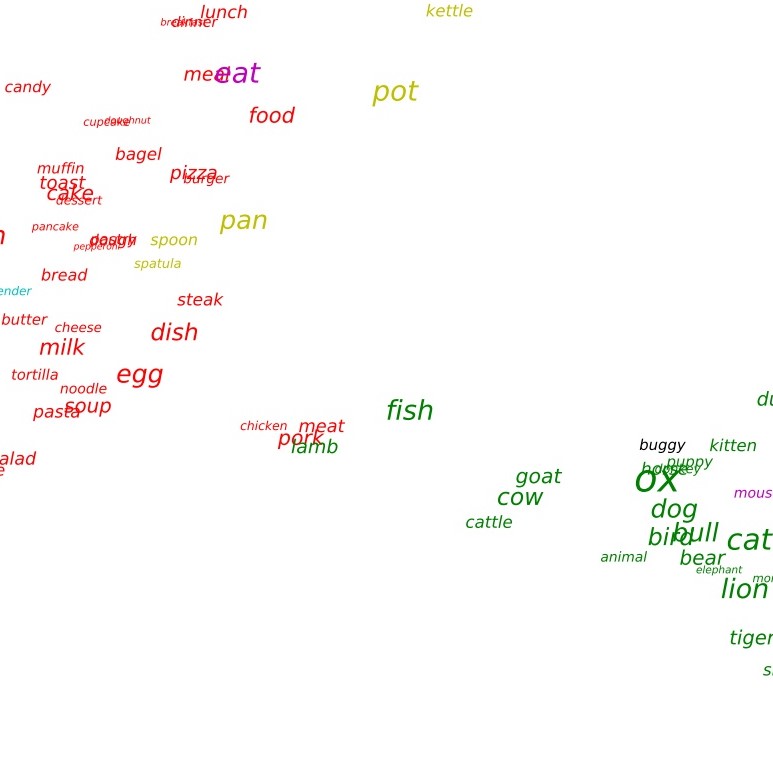 kettle
lunch
dinner
breakfast
meal
eat
candy
pot
food
cupcake
doughnut
bagel
muffin
pizza
burger
toast
cake
dessert
pan
pancake
pastry
spoon
pepperoni
spatula
bread
ender
steak
butter
cheese
dish
milk
tortilla
egg
noodle
pasta
soup
fish
chicken
meat
pork
lamb
buggy
kitten
alad
puppy
donkey
horse
goat
ox
cow
mous
dog
cattle
bird
bull
cat
animal
bear
elephant
lion
tiger